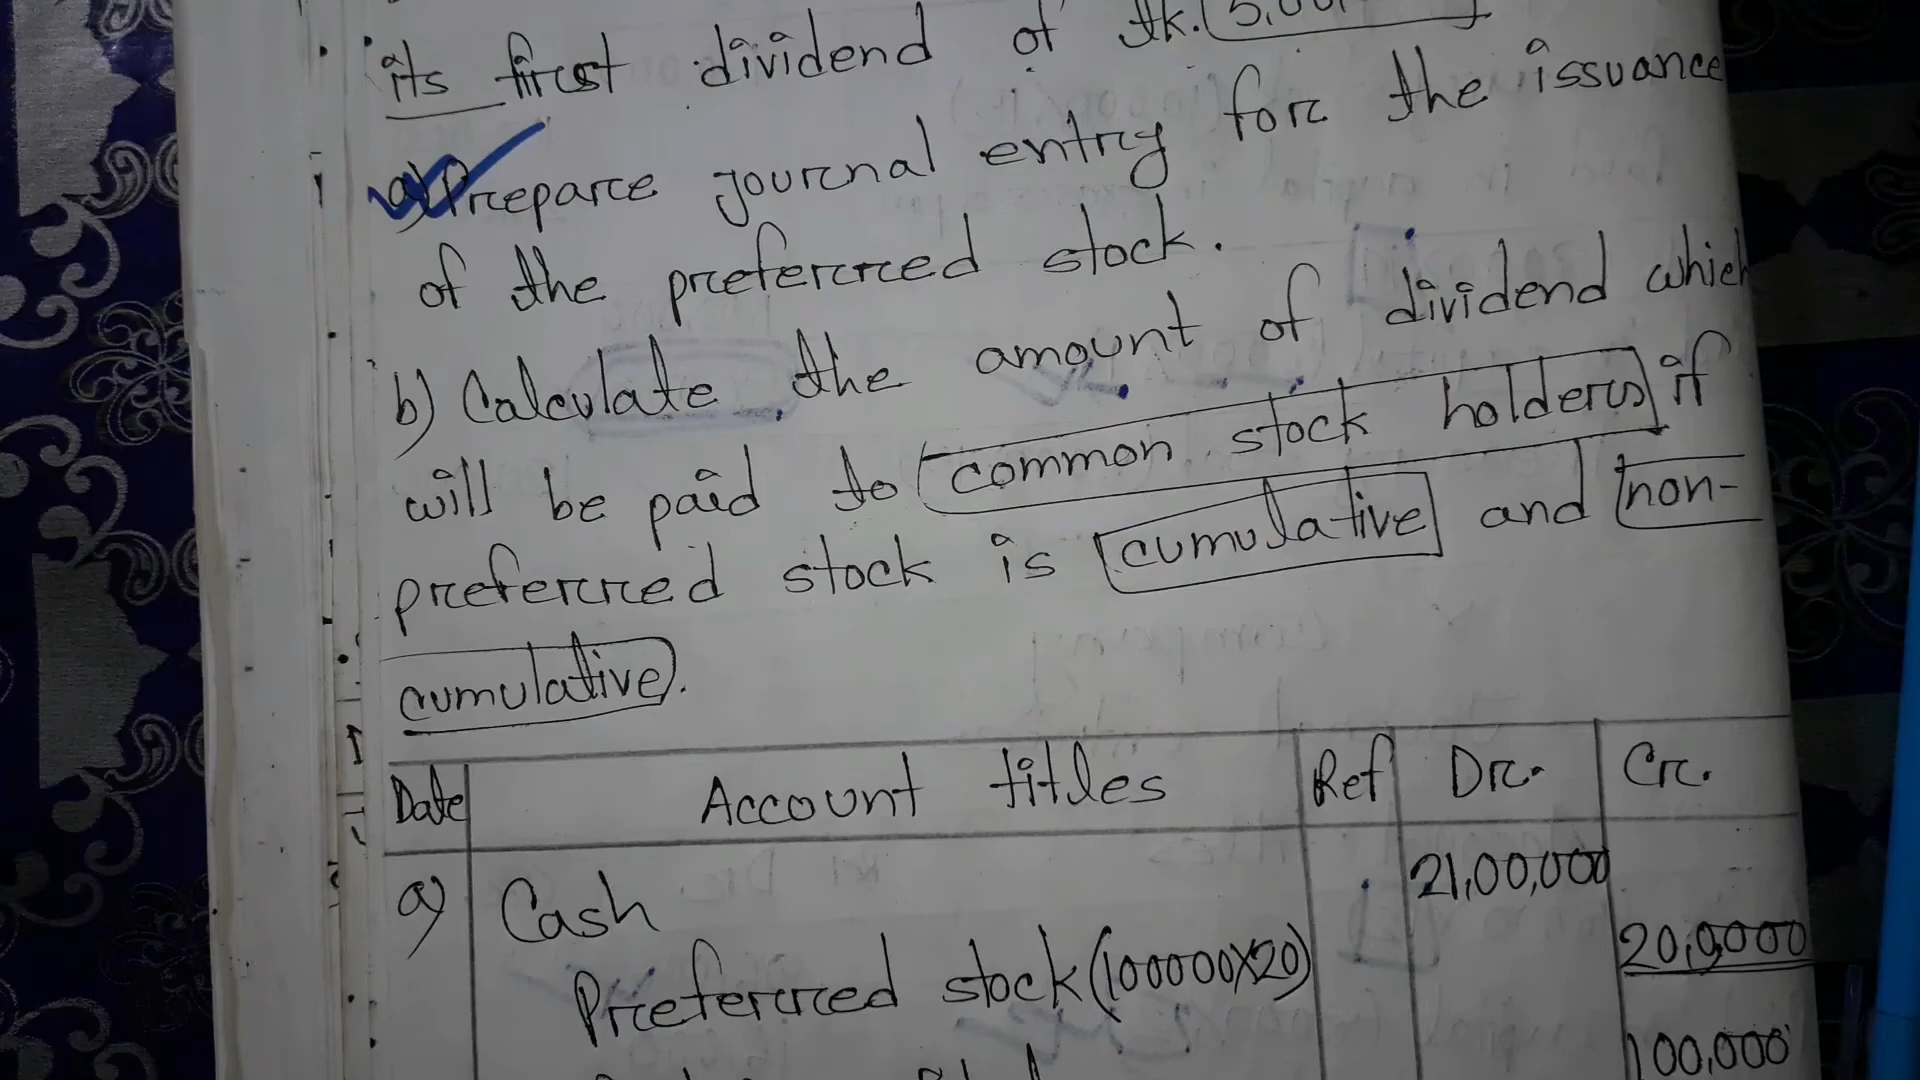 its first dividend of tk.
a) Prepare journal entry for the issuance
of the preferred stock.
b) Calculate the amount of dividend which
will be paid to common stock holders if
preferred stock is cumulative and non-
cumulative.
Date Account titles Ref Dr. Cr.
a) Cash 21,00,000
Preferred stock (100000×20) 20,00000
100,000